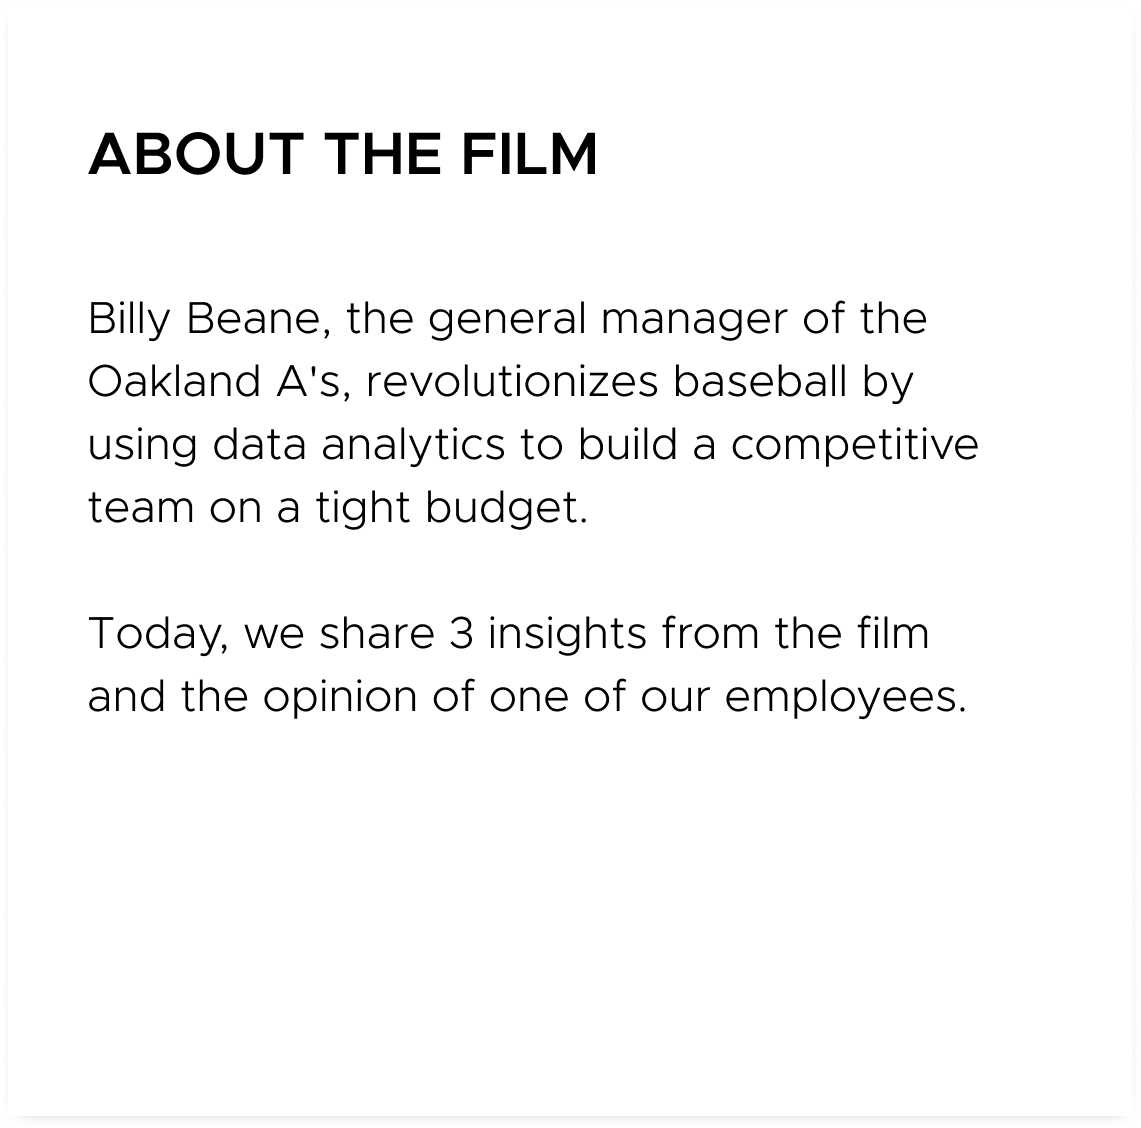 ABOUT THE FILM
Billy Beane, the general manager of the
Oakland A's, revolutionizes baseball by
using data analytics to build a competitive
team on a tight budget.
Today, we share 3 insights from the film
and the opinion of one of our employees.